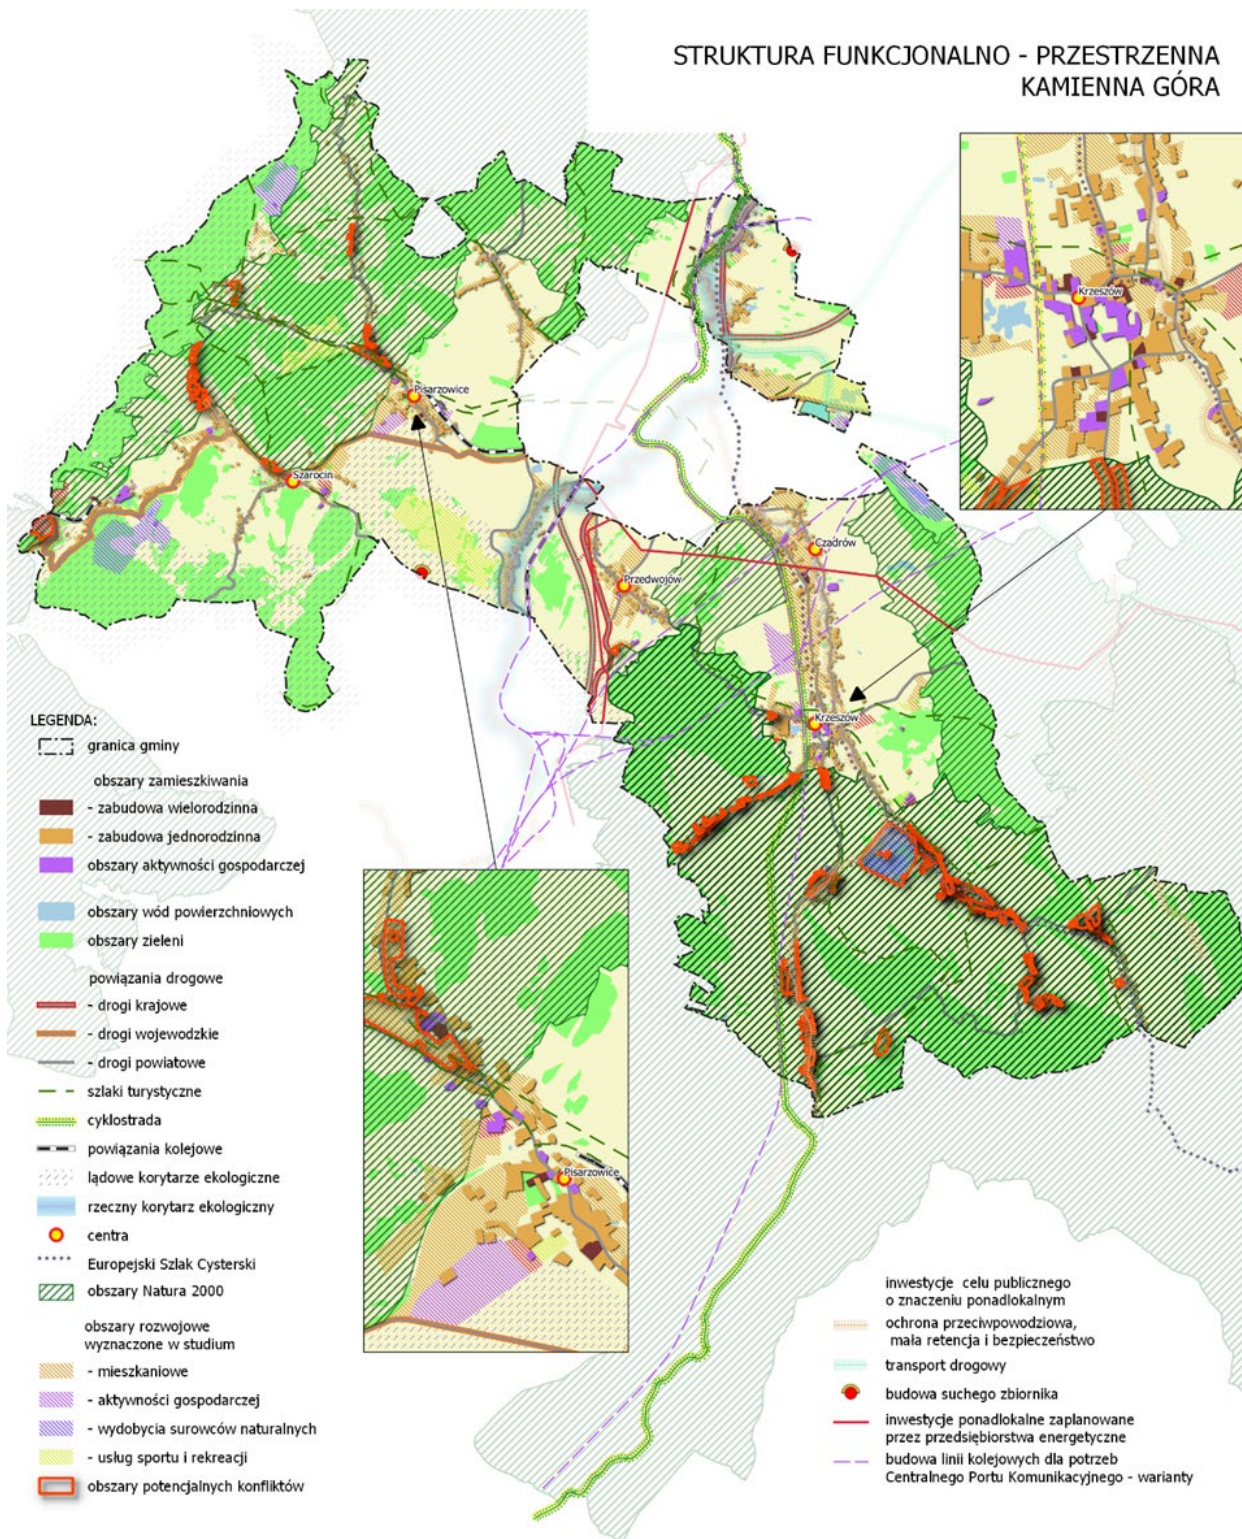 STRUKTURA FUNKCJONALNO - PRZESTRZENNA
KAMIENNA GÓRA
Krzeszów
Pisarzowice
Szarocin
Czadrów
Przedwojów
Krzeszów
Pisarzowice
LEGENDA:
granica gminy
obszary zamieszkiwania
- zabudowa wielorodzinna
- zabudowa jednorodzinna
obszary aktywności gospodarczej
obszary wód powierzchniowych
obszary zieleni
powiązania drogowe
- drogi krajowe
- drogi wojewodzkie
- drogi powiatowe
szlaki turystyczne
cyklostrada
powiązania kolejowe
lądowe korytarze ekologiczne
rzeczny korytarz ekologiczny
centra
Europejski Szlak Cysterski
obszary Natura 2000
obszary rozwojowe
wyznaczone w studium
- mieszkaniowe
- aktywności gospodarczej
- wydobycia surowców naturalnych
- usług sportu i rekreacji
obszary potencjalnych konfliktów
inwestycje celu publicznego
o znaczeniu ponadlokalnym
ochrona przeciwpowodziowa,
mała retencja i bezpieczeństwo
transport drogowy
budowa suchego zbiornika
inwestycje ponadlokalne zaplanowane
przez przedsiębiorstwa energetyczne
budowa linii kolejowych dla potrzeb
Centralnego Portu Komunikacyjnego - warianty